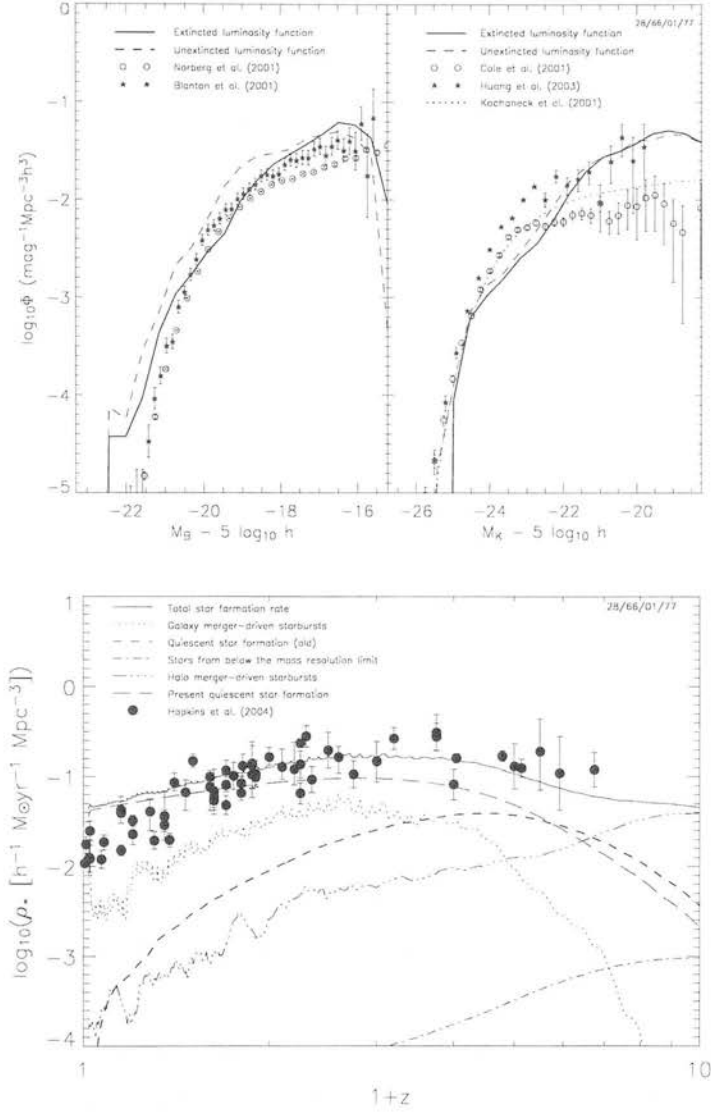 28/66/01/77
Extincted luminosity function
Unextincted luminosity function
Norberg et al. (2001)
Blanton et al. (2001)
Extincted luminosity function
Unextincted luminosity function
Cole et al. (2001)
Huang et al. (2003)
Kochaneck et al. (2001)
log₁₀Φ (mag⁻¹Mpc⁻³h³)
0
−1
−2
−3
−4
−5
−22 −20 −18 −16
−26 −24 −22 −20
M_B − 5 log₁₀ h
M_K − 5 log₁₀ h
28/66/01/77
Total star formation rate
Galaxy merger-driven starbursts
Quiescent star formation (old)
Stars from below the mass resolution limit
Halo merger-driven starbursts
Present quiescent star formation
Hopkins et al. (2004)
log₁₀(ρ* [h⁻¹ M⊙yr⁻¹ Mpc⁻³])
1
0
−1
−2
−3
−4
1 10
1+z